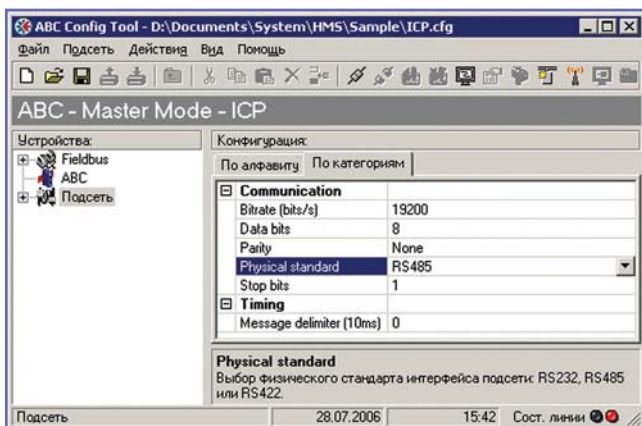 ABC Config Tool - D:\Documents\System\HMS\Sample\ICP.cfg
Файл Подсеть Действия Вид Помощь
ABC - Master Mode - ICP
Устройства:
Fieldbus
ABC
Подсеть
Конфигурация:
По алфавиту По категориям
Communication
Bitrate (bits/s) 19200
Data bits 8
Parity None
Physical standard RS485
Stop bits 1
Timing
Message delimiter (10ms) 0
Physical standard
Выбор физического стандарта интерфейса подсети: RS232, RS485
или RS422.
Подсеть 28.07.2006 15:42 Сост. линии